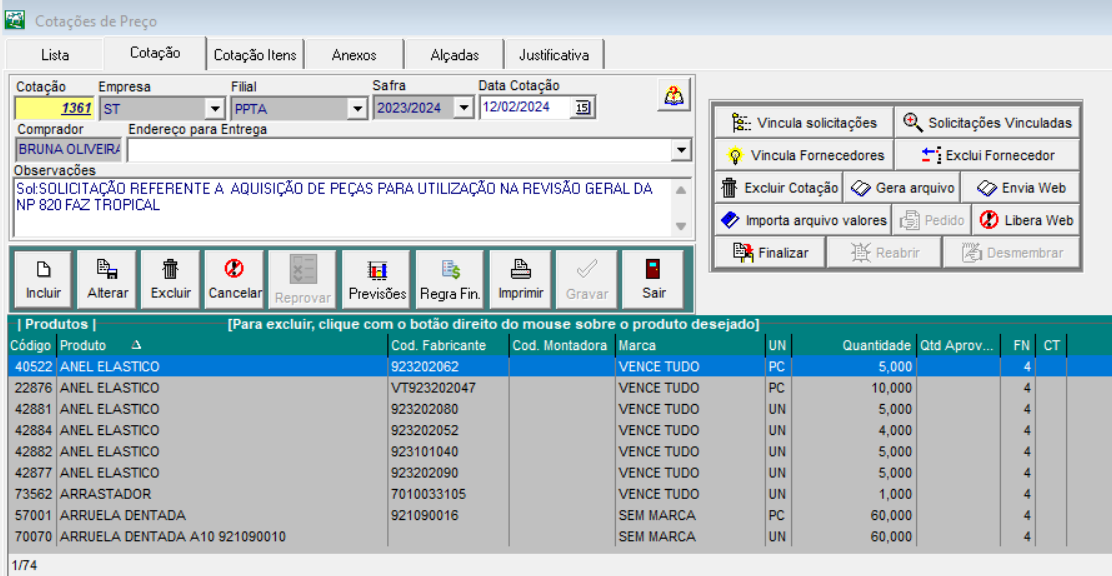 Cotações de Preço
Lista Cotação Cotação Itens Anexos Alçadas Justificativa
Cotação Empresa Filial Safra Data Cotação
1361 ST PPTA 2023/2024 12/02/2024 15
Comprador Endereço para Entrega
BRUNA OLIVEIRA
Observações
Sol:SOLICITAÇÃO REFERENTE A AQUISIÇÃO DE PEÇAS PARA UTILIZAÇÃO NA REVISÃO GERAL DA
NP 820 FAZ TROPICAL
Vincula solicitações Solicitações Vinculadas
Vincula Fornecedores Exclui Fornecedor
Excluir Cotação Gera arquivo Envia Web
Importa arquivo valores Pedido Libera Web
Finalizar Reabrir Desmembrar
Incluir Alterar Excluir Cancelar Reprovar Previsões Regra Fin. Imprimir Gravar Sair
| Produtos | [Para excluir, clique com o botão direito do mouse sobre o produto desejado]
Código Produto Cod. Fabricante Cod. Montadora Marca UN Quantidade Qtd Aprov... FN CT
40522 ANEL ELASTICO 923202062 VENCE TUDO PC 5,000 4
22876 ANEL ELASTICO VT923202047 VENCE TUDO PC 10,000 4
42881 ANEL ELASTICO 923202080 VENCE TUDO UN 5,000 4
42884 ANEL ELASTICO 923202052 VENCE TUDO UN 4,000 4
42882 ANEL ELASTICO 923101040 VENCE TUDO UN 5,000 4
42877 ANEL ELASTICO 923202090 VENCE TUDO UN 5,000 4
73562 ARRASTADOR 7010033105 VENCE TUDO UN 1,000 4
57001 ARRUELA DENTADA 921090016 SEM MARCA PC 60,000 4
70070 ARRUELA DENTADA A10 921090010 SEM MARCA UN 60,000 4
1/74